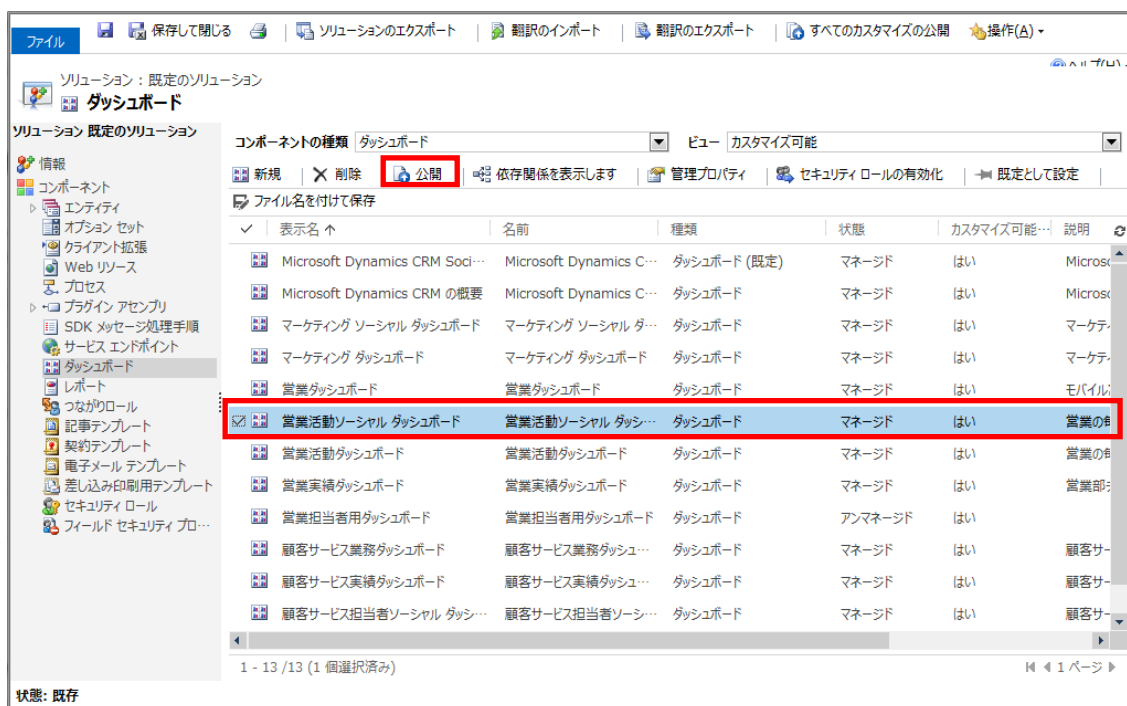 ファイル 保存して閉じる ソリューションのエクスポート 翻訳のインポート 翻訳のエクスポート すべてのカスタマイズの公開 操作(A)
ソリューション : 既定のソリューション
ダッシュボード
ソリューション 既定のソリューション
情報
コンポーネント
エンティティ
オプション セット
クライアント拡張
Web リソース
プロセス
プラグイン アセンブリ
SDK メッセージ処理手順
サービス エンドポイント
ダッシュボード
レポート
つながりロール
記事テンプレート
契約テンプレート
電子メール テンプレート
差し込み印刷用テンプレート
セキュリティ ロール
フィールド セキュリティ プロ…
コンポーネントの種類 ダッシュボード ビュー カスタマイズ可能
新規 削除 公開 依存関係を表示します 管理プロパティ セキュリティ ロールの有効化 既定として設定
ファイル名を付けて保存
表示名 名前 種類 状態 カスタマイズ可能… 説明
Microsoft Dynamics CRM Soci… Microsoft Dynamics C… ダッシュボード (既定) マネージド はい Microso
Microsoft Dynamics CRM の概要 Microsoft Dynamics C… ダッシュボード マネージド はい Microso
マーケティング ソーシャル ダッシュボード マーケティング ソーシャル ダ… ダッシュボード マネージド はい マーケテ
マーケティング ダッシュボード マーケティング ダッシュボード ダッシュボード マネージド はい マーケテ
営業ダッシュボード 営業ダッシュボード ダッシュボード マネージド はい モバイル
営業活動ソーシャル ダッシュボード 営業活動ソーシャル ダッシ… ダッシュボード マネージド はい 営業の毎
営業活動ダッシュボード 営業活動ダッシュボード ダッシュボード マネージド はい 営業の毎
営業実績ダッシュボード 営業実績ダッシュボード ダッシュボード マネージド はい 営業部
営業担当者用ダッシュボード 営業担当者用ダッシュボード ダッシュボード アンマネージド はい
顧客サービス業務ダッシュボード 顧客サービス業務ダッシュ… ダッシュボード マネージド はい 顧客サー
顧客サービス実績ダッシュボード 顧客サービス実績ダッシュ… ダッシュボード マネージド はい 顧客サー
顧客サービス担当者ソーシャル ダッシ… 顧客サービス担当者ソーシ… ダッシュボード マネージド はい 顧客サー
1 - 13 /13 (1 個選択済み) 1 ページ
状態: 既存